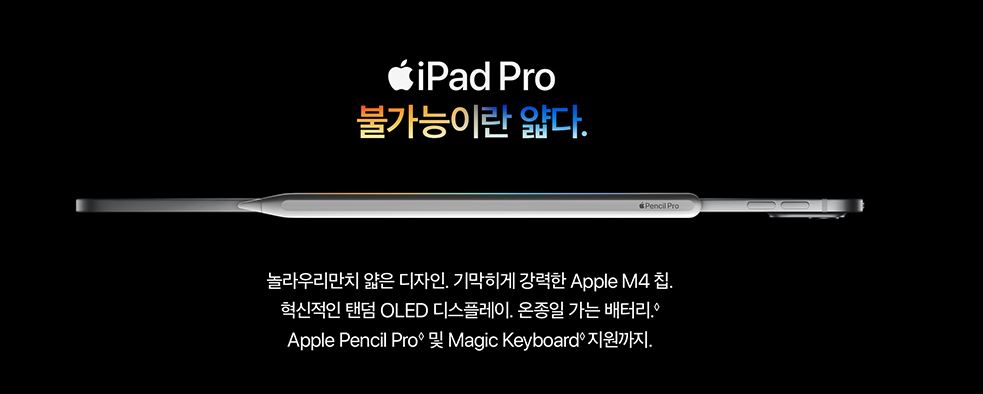 iPad Pro
불가능이란 얇다.
Pencil Pro
놀라우리만치 얇은 디자인. 기막히게 강력한 Apple M4 칩.
혁신적인 탠덤 OLED 디스플레이. 온종일 가는 배터리.◊
Apple Pencil Pro◊ 및 Magic Keyboard◊ 지원까지.